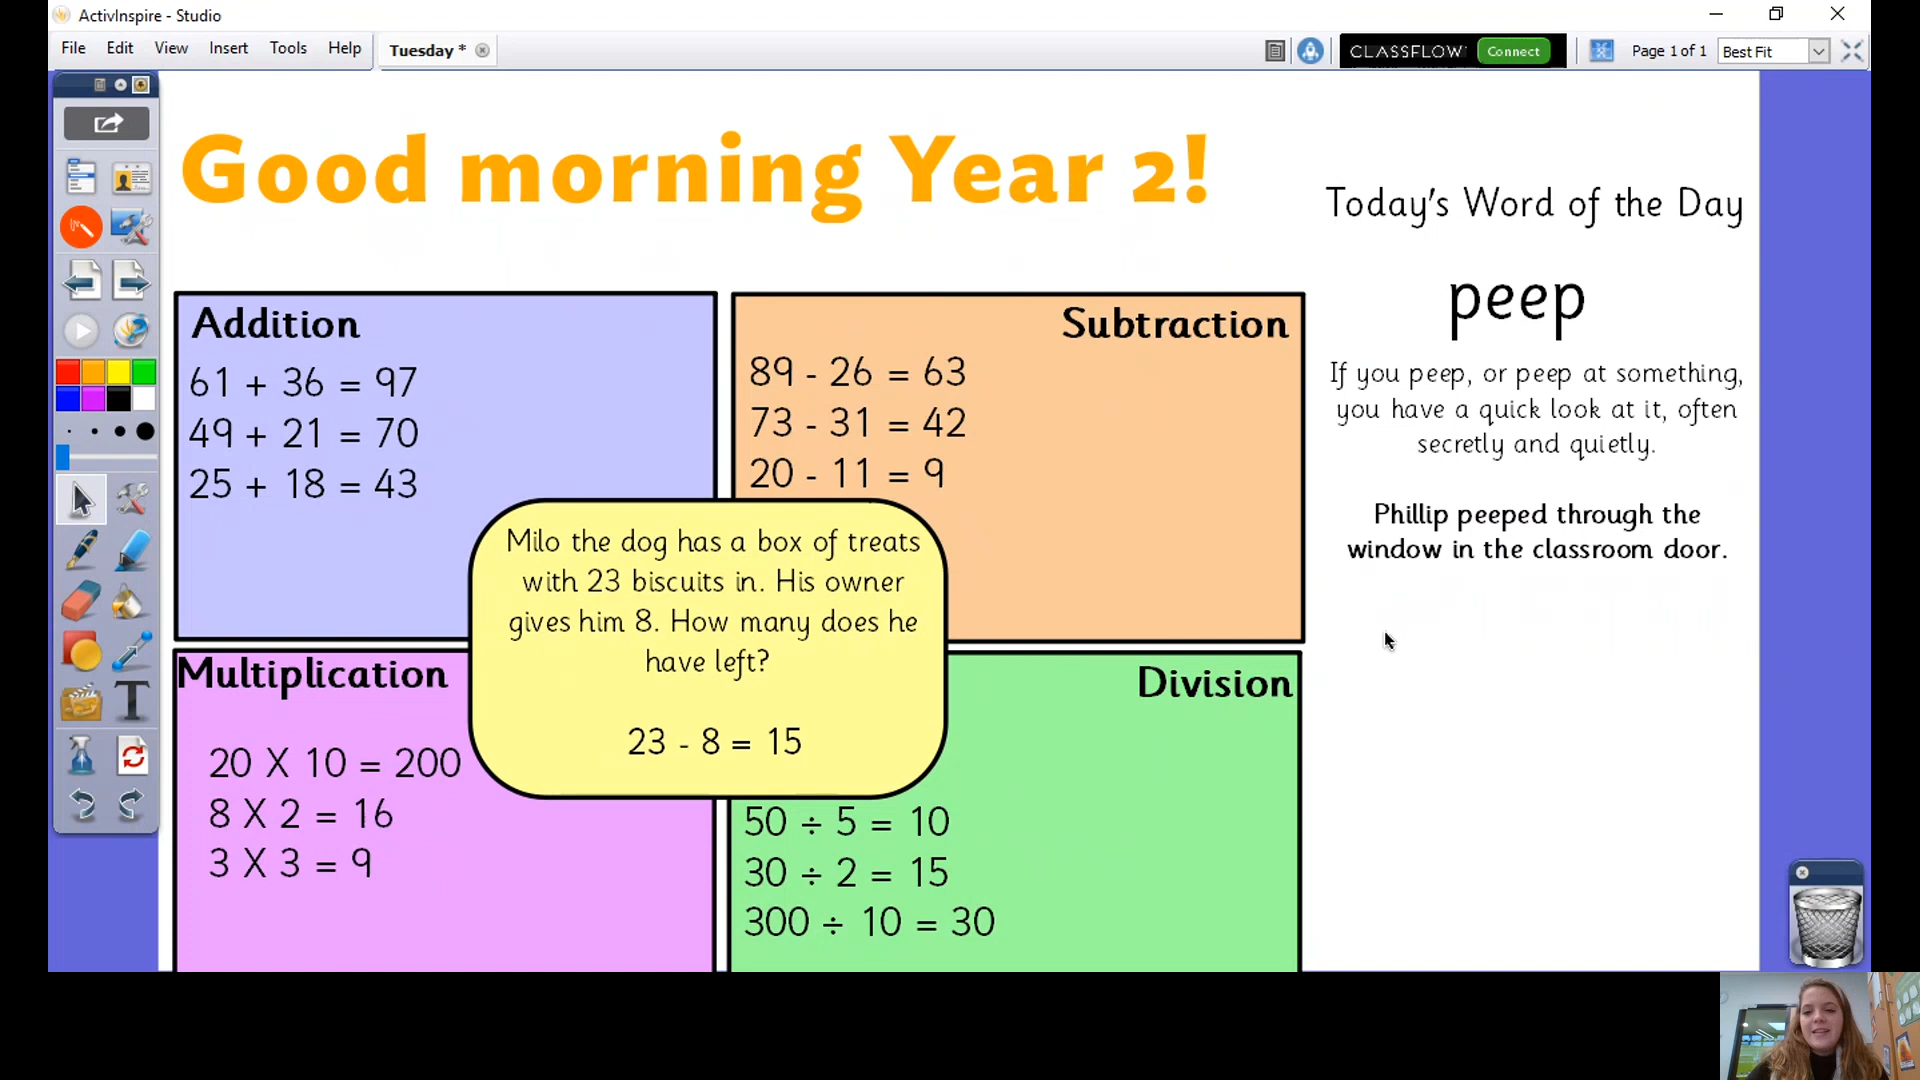 ActivInspire - Studio
File Edit View Insert Tools Help
Tuesday *
CLASSFLOW Connect
Page 1 of 1
Best Fit
Good morning Year 2!
Today's Word of the Day
peep
If you peep, or peep at something,
you have a quick look at it, often
secretly and quietly.
Phillip peeped through the
window in the classroom door.
Addition
61 + 36 = 97
49 + 21 = 70
25 + 18 = 43
Subtraction
89 - 26 = 63
73 - 31 = 42
20 - 11 = 9
Milo the dog has a box of treats
with 23 biscuits in. His owner
gives him 8. How many does he
have left?
23 - 8 = 15
Multiplication
20 X 10 = 200
8 X 2 = 16
3 X 3 = 9
Division
50 ÷ 5 = 10
30 ÷ 2 = 15
300 ÷ 10 = 30